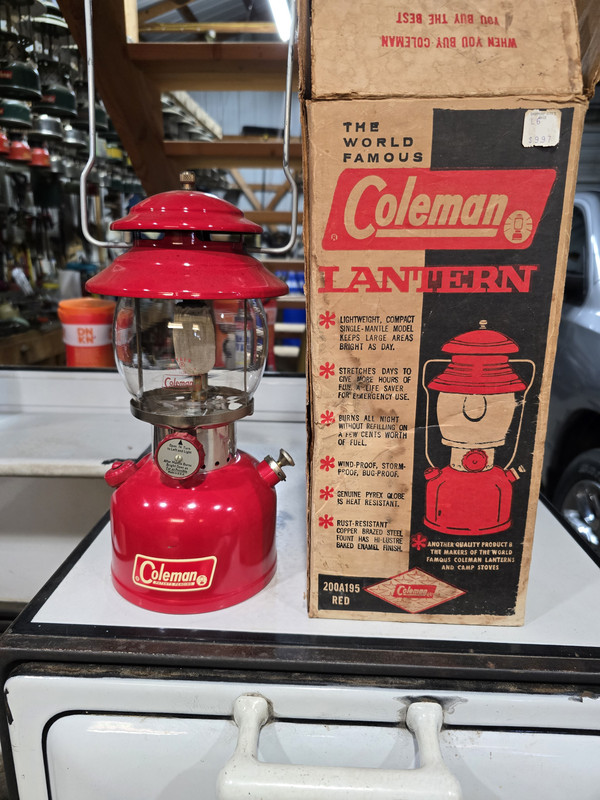 WHEN YOU BUY COLEMAN
YOU BUY THE BEST
$9.97
THE
WORLD
FAMOUS
Coleman
LANTERN
* LIGHTWEIGHT, COMPACT
SINGLE-MANTLE MODEL
KEEPS LARGE AREAS
BRIGHT AS DAY.
* STRETCHES DAYS TO
GIVE MORE HOURS OF
FUN. A LIFE SAVER
FOR EMERGENCY USE.
* BURNS ALL NIGHT
WITHOUT REFILLING ON
A FEW CENTS WORTH
OF FUEL.
* WIND-PROOF, STORM-
PROOF, BUG-PROOF.
* GENUINE PYREX GLOBE
IS HEAT RESISTANT.
* RUST-RESISTANT
COPPER BRAZED STEEL
FOUNT HAS HI-LUSTRE
BAKED ENAMEL FINISH.
* ANOTHER QUALITY PRODUCT OF
THE MAKERS OF THE WORLD
FAMOUS COLEMAN LANTERNS
AND CAMP STOVES
200A195
RED
Coleman
Coleman
Coleman